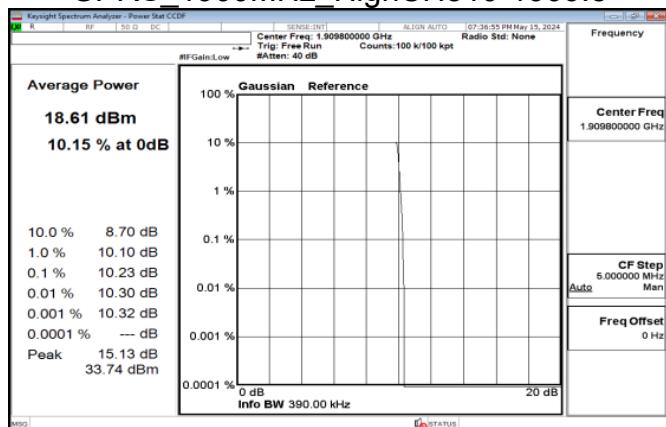 Keysight Spectrum Analyzer - Power Stat CCDF
R RF 50 Ω DC SENSE:INT ALIGN AUTO 07:36:55 PM May 15, 2024
Center Freq: 1.909800000 GHz Radio Std: None
Trig: Free Run Counts:100 k/100 kpt
#IFGain:Low #Atten: 40 dB
Frequency
Average Power
18.61 dBm
10.15 % at 0dB
10.0 % 8.70 dB
1.0 % 10.10 dB
0.1 % 10.23 dB
0.01 % 10.30 dB
0.001 % 10.32 dB
0.0001 % --- dB
Peak 15.13 dB
33.74 dBm
Gaussian Reference
100 %
10 %
1 %
0.1 %
0.01 %
0.001 %
0.0001 %
0 dB 20 dB
Info BW 390.00 kHz
Center Freq
1.909800000 GHz
CF Step
5.000000 MHz
Auto Man
Freq Offset
0 Hz
MSG STATUS